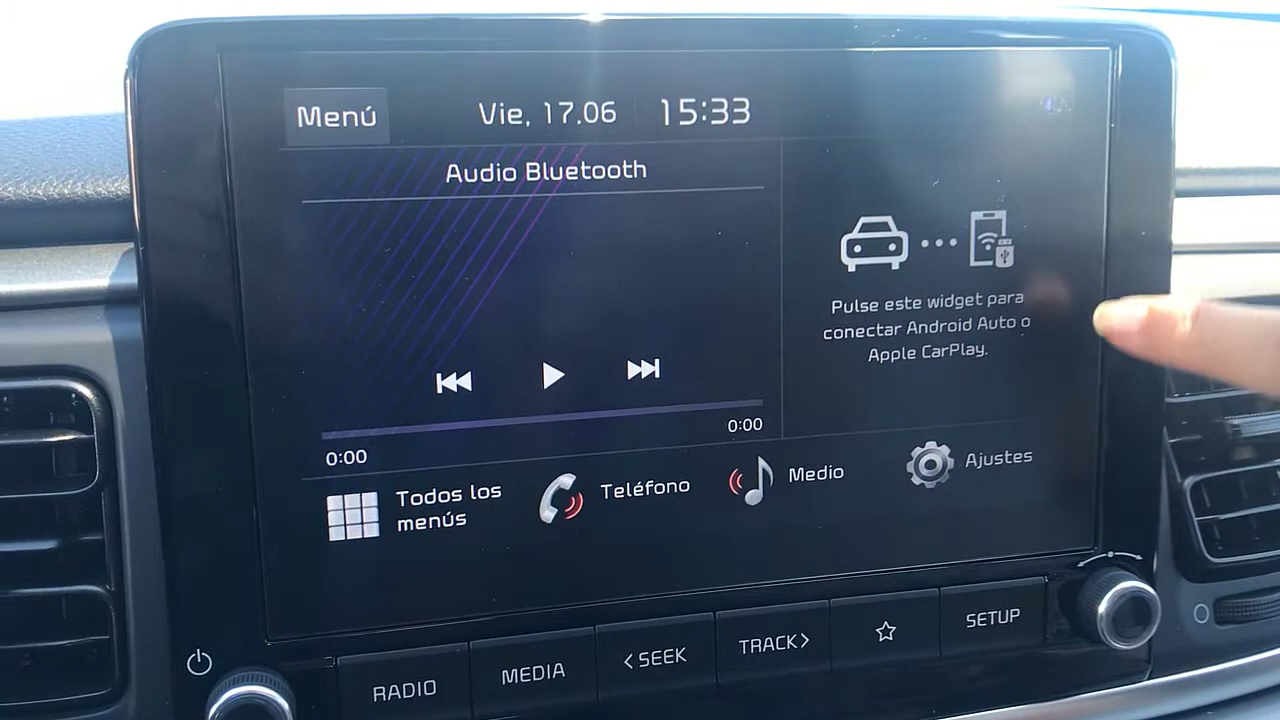 Menú
Vie, 17.06
15:33
Audio Bluetooth
Pulse este widget para
conectar Android Auto o
Apple CarPlay.
0:00
0:00
Todos los
menús
Teléfono
Medio
Ajustes
RADIO
MEDIA
<SEEK
TRACK>
SETUP